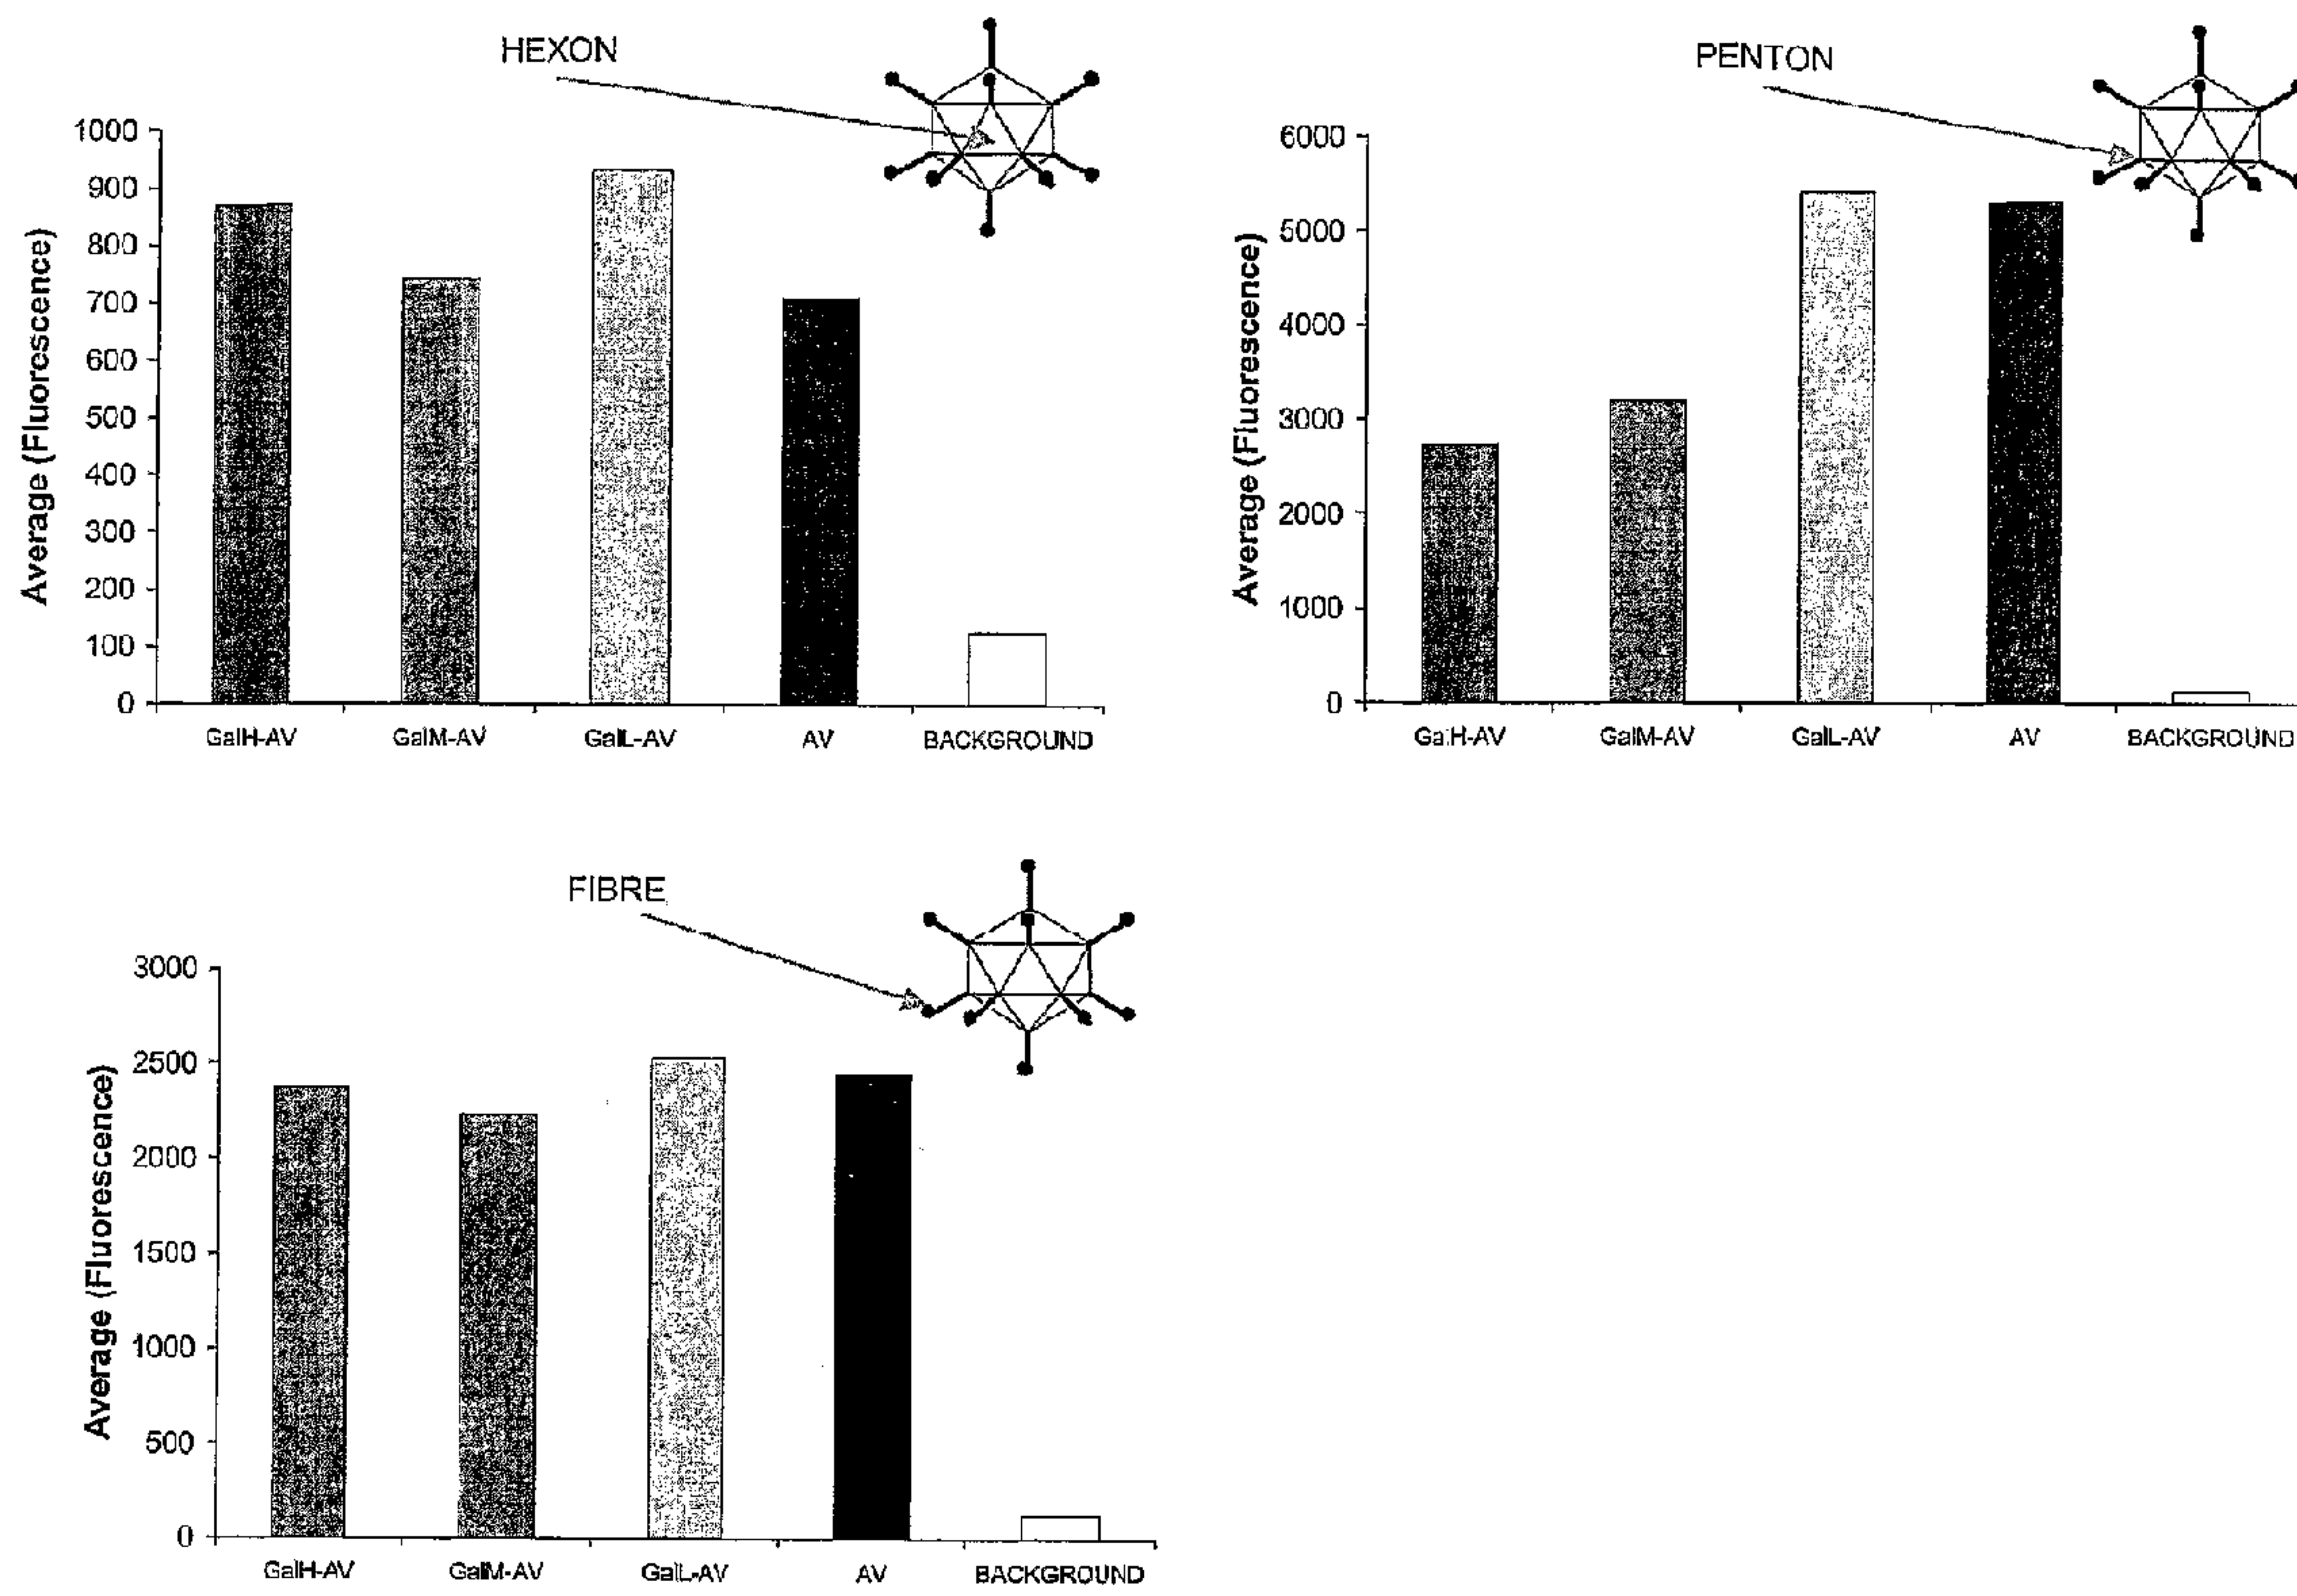 HEXON
1000
900
800
700
600
500
400
300
200
100
0
Average (Fluorescence)
GalH-AV GalM-AV GalL-AV AV BACKGROUND
PENTON
6000
5000
4000
3000
2000
1000
0
Average (Fluorescence)
GalH-AV GalM-AV GalL-AV AV BACKGROUND
FIBRE
3000
2500
2000
1500
1000
500
0
Average (Fluorescence)
GalH-AV GalM-AV GalL-AV AV BACKGROUND